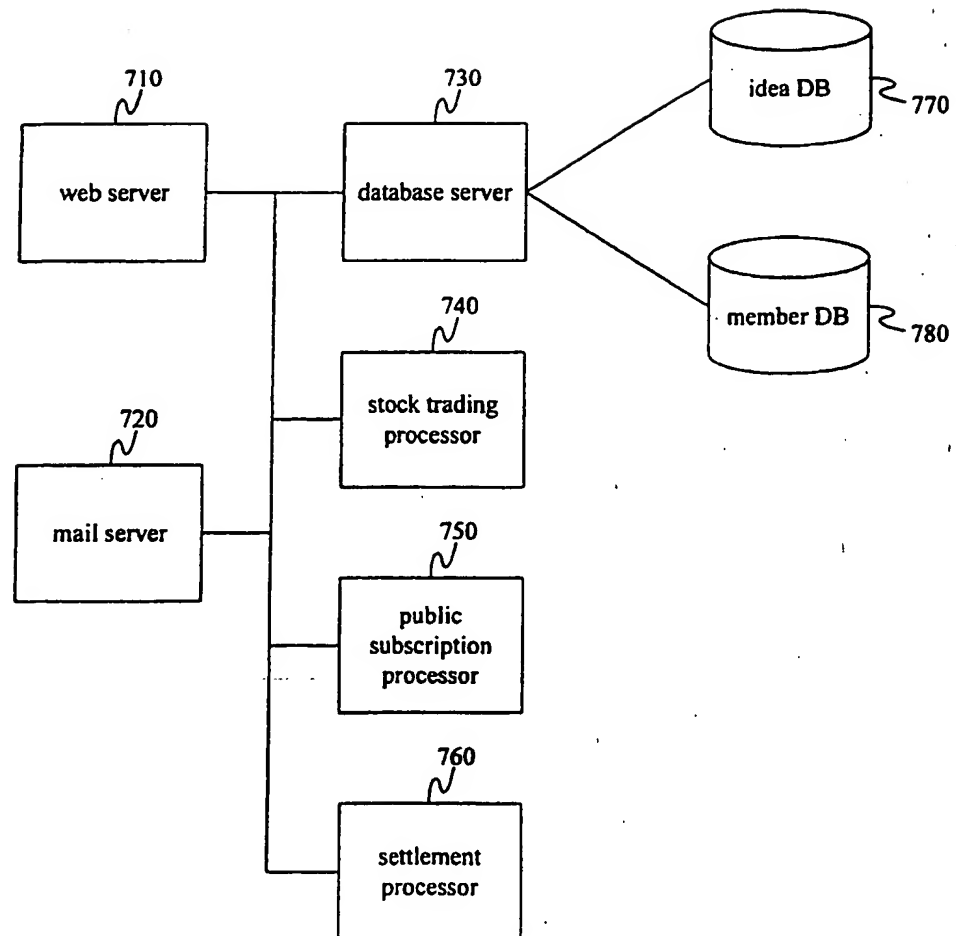 710
web server
730
database server
idea DB
770
member DB
780
740
stock trading
processor
720
mail server
750
public
subscription
processor
760
settlement
processor